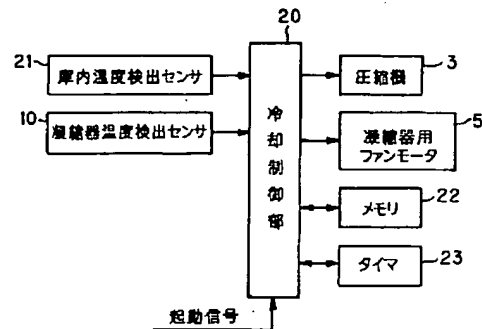 20
21
庫内温度検出センサ
10
凝縮器温度検出センサ
冷却制御部
圧縮機
3
凝縮器用
ファンモータ
5
メモリ
22
タイマ
23
起動信号